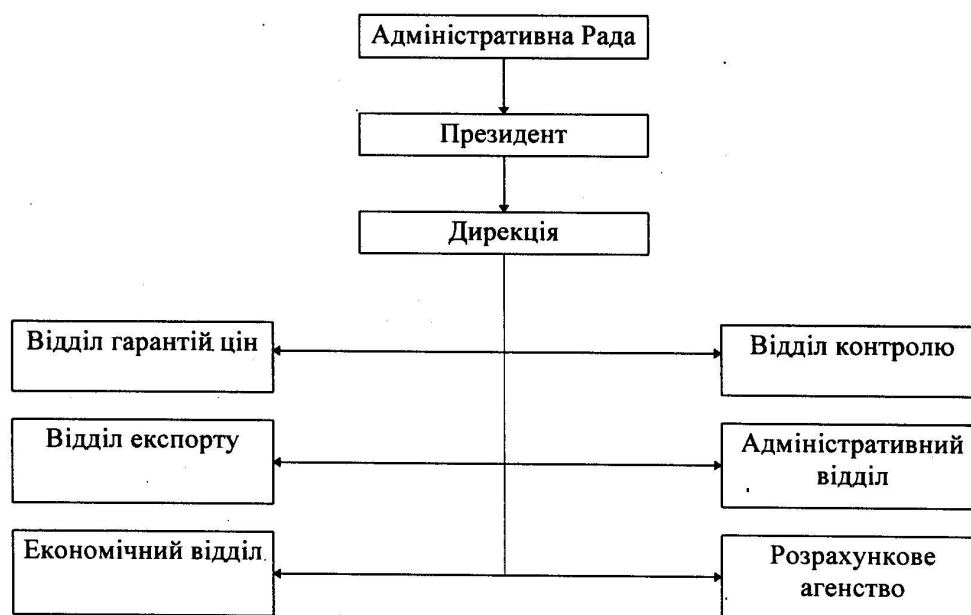 Адміністративна Рада
Президент
Дирекція
Відділ гарантій цін
Відділ контролю
Відділ експорту
Адміністративний
відділ
Економічний відділ
Розрахункове
агенство